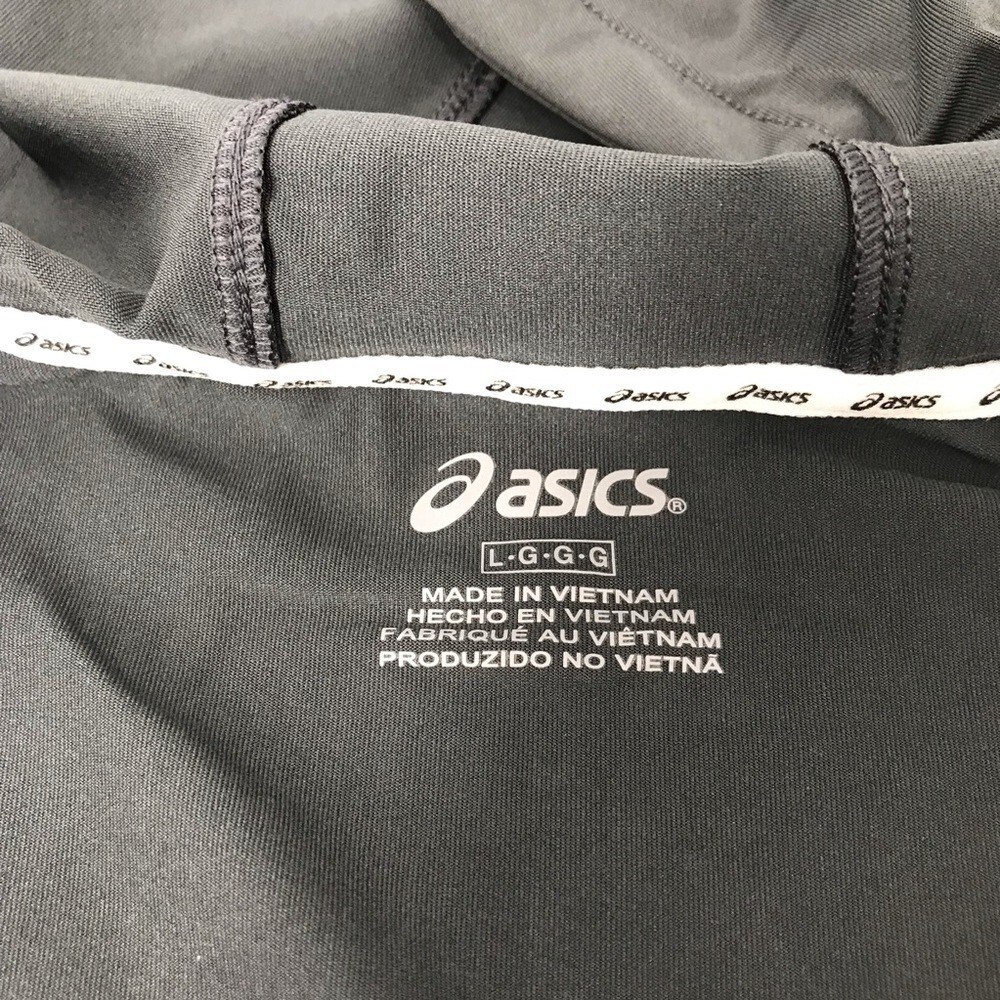 asics asics asics asics asics asics asics asics
asics®
L·G·G·G
MADE IN VIETNAM
HECHO EN VIETNAM
FABRIQUÉ AU VIÊTNAM
PRODUZIDO NO VIETNÃ